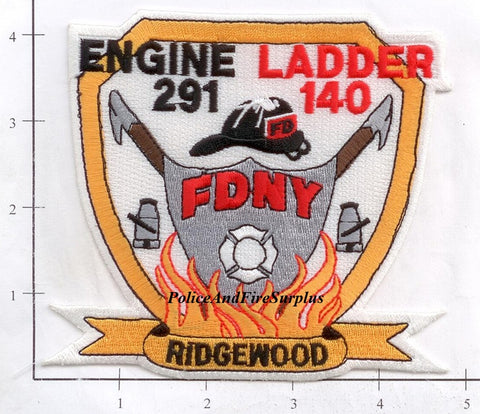 ENGINE LADDER
291 140
FD
FDNY
PoliceAndFireSurplus
RIDGEWOOD
4
3
2
1
1 2 3 4 5